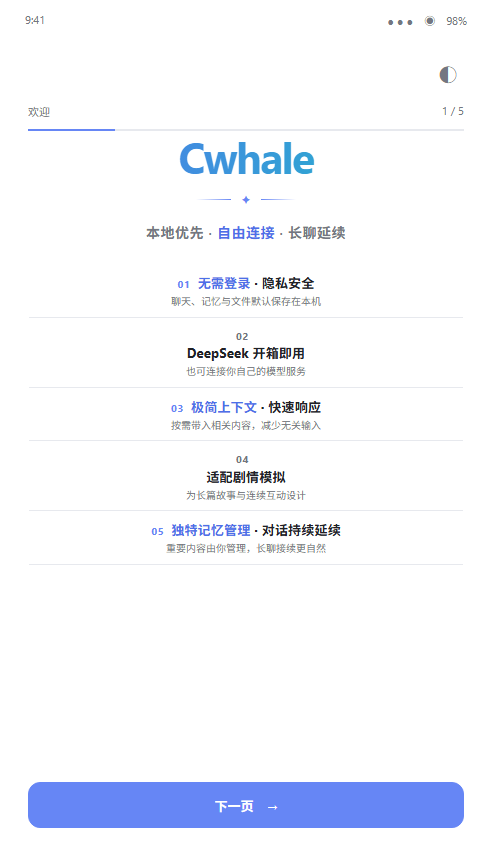 9:41 98%
欢迎 1 / 5
Cwhale
本地优先 · 自由连接 · 长聊延续
01 无需登录 · 隐私安全
聊天、记忆与文件默认保存在本机
02
DeepSeek 开箱即用
也可连接你自己的模型服务
03 极简上下文 · 快速响应
按需带入相关内容，减少无关输入
04
适配剧情模拟
为长篇故事与连续互动设计
05 独特记忆管理 · 对话持续延续
重要内容由你管理，长聊接续更自然
下一页 →